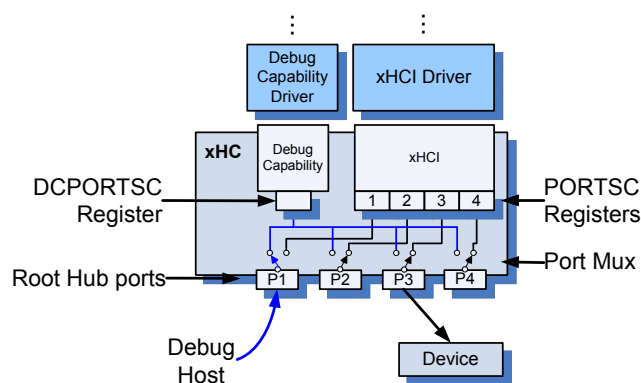 Debug
Capability
Driver
xHCI Driver
xHC
Debug
Capability
xHCI
DCPORTSC
Register
1 2 3 4
PORTSC
Registers
Port Mux
Root Hub ports
P1 P2 P3 P4
Debug
Host
Device